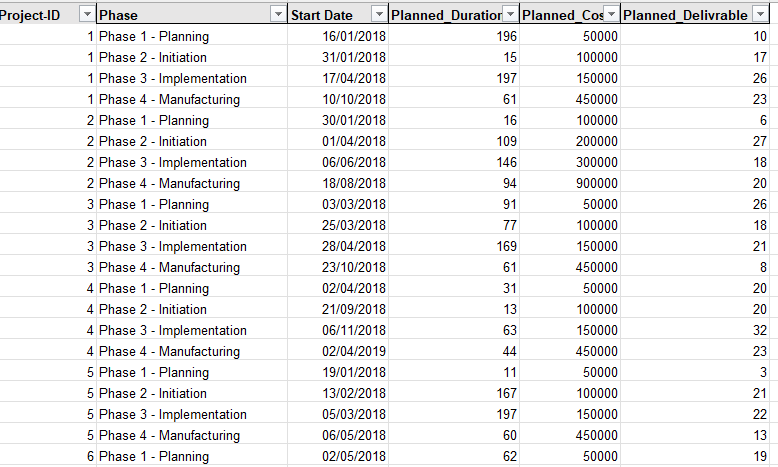 Project-ID Phase Start Date Planned_Duration Planned_Cos Planned_Delivrable
1 Phase 1 - Planning 16/01/2018 196 50000 10
1 Phase 2 - Initiation 31/01/2018 15 100000 17
1 Phase 3 - Implementation 17/04/2018 197 150000 26
1 Phase 4 - Manufacturing 10/10/2018 61 450000 23
2 Phase 1 - Planning 30/01/2018 16 100000 6
2 Phase 2 - Initiation 01/04/2018 109 200000 27
2 Phase 3 - Implementation 06/06/2018 146 300000 18
2 Phase 4 - Manufacturing 18/08/2018 94 900000 20
3 Phase 1 - Planning 03/03/2018 91 50000 26
3 Phase 2 - Initiation 25/03/2018 77 100000 18
3 Phase 3 - Implementation 28/04/2018 169 150000 21
3 Phase 4 - Manufacturing 23/10/2018 61 450000 8
4 Phase 1 - Planning 02/04/2018 31 50000 20
4 Phase 2 - Initiation 21/09/2018 13 100000 20
4 Phase 3 - Implementation 06/11/2018 63 150000 32
4 Phase 4 - Manufacturing 02/04/2019 44 450000 23
5 Phase 1 - Planning 19/01/2018 11 50000 3
5 Phase 2 - Initiation 13/02/2018 167 100000 21
5 Phase 3 - Implementation 05/03/2018 197 150000 22
5 Phase 4 - Manufacturing 06/05/2018 60 450000 13
6 Phase 1 - Planning 02/05/2018 62 50000 19